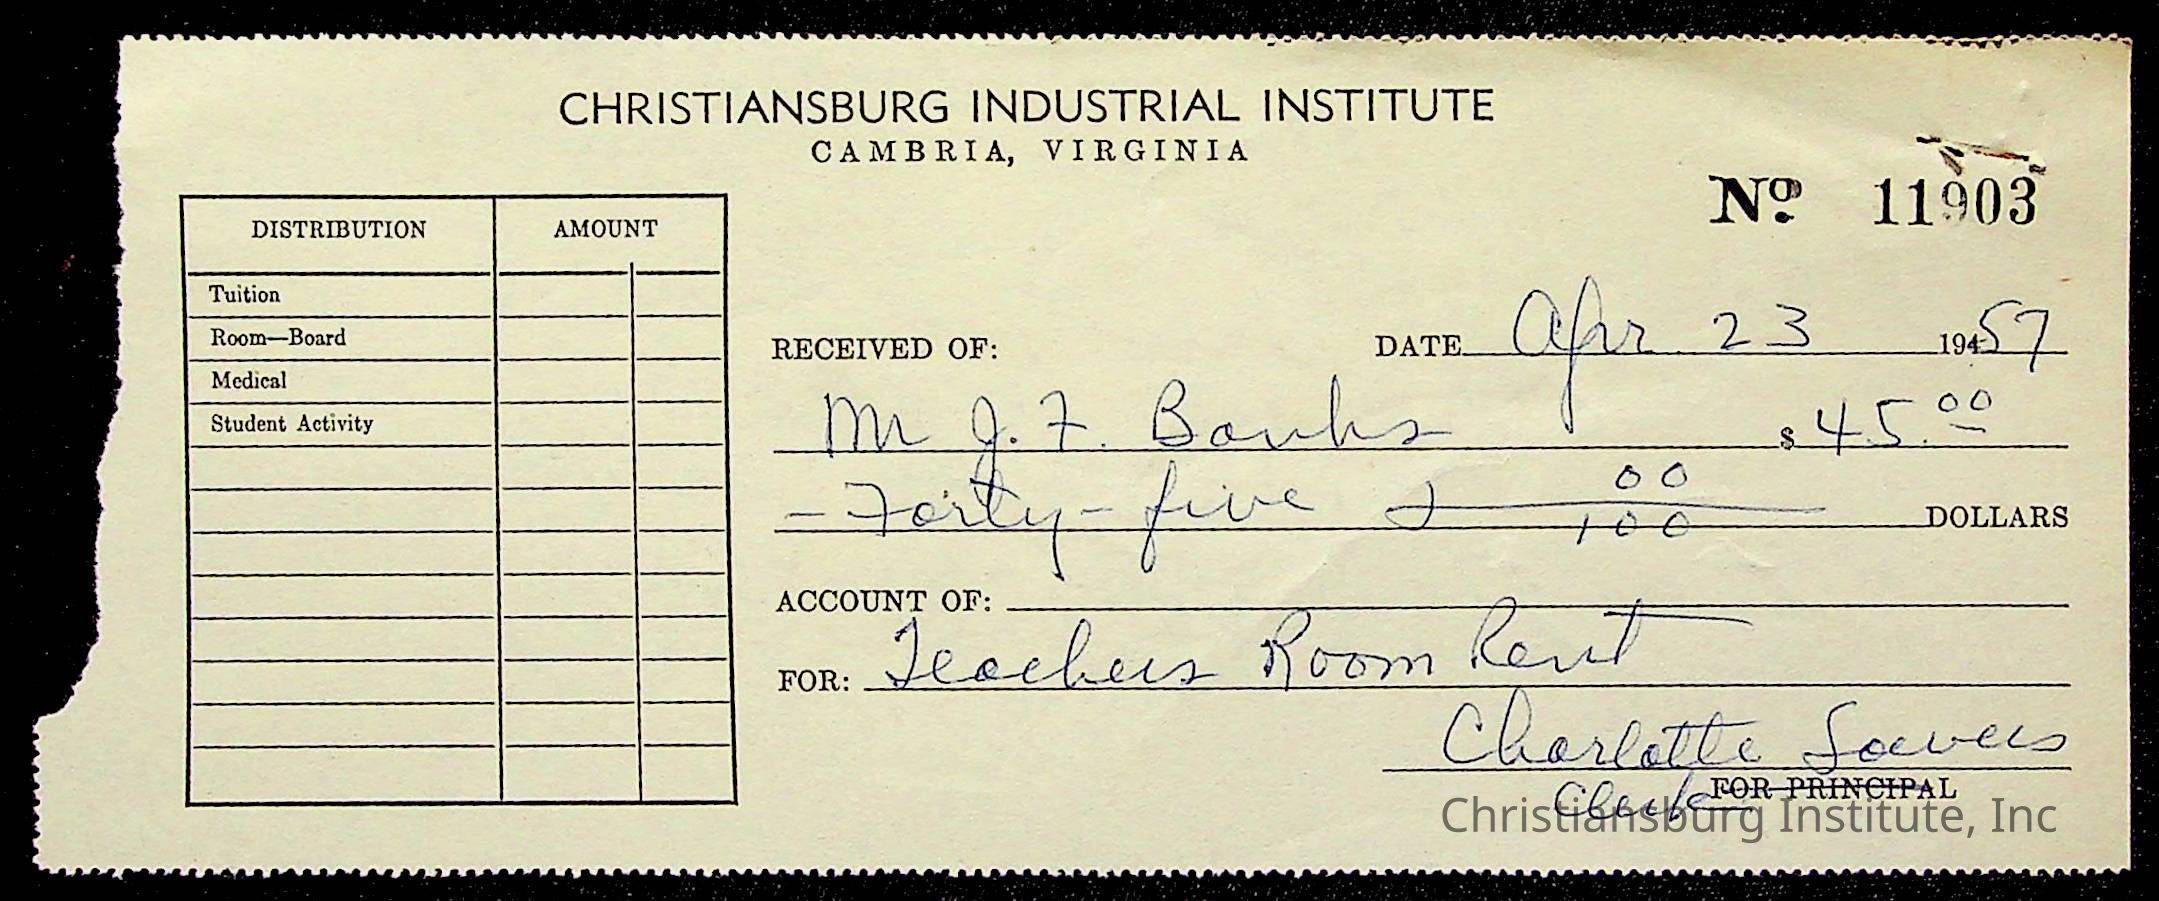 CHRISTIANSBURG INDUSTRIAL INSTITUTE
CAMBRIA, VIRGINIA
Nº 11903
DISTRIBUTION AMOUNT
Tuition
Room—Board
Medical
Student Activity
RECEIVED OF: DATE Apr 23 19457
Mr J. F. Banks $ 45.00
- Forty-five & 00/100 DOLLARS
ACCOUNT OF:
FOR: Teachers Room Rent
Charlotte
Clerk FOR PRINCIPAL
Christiansburg Institute, Inc